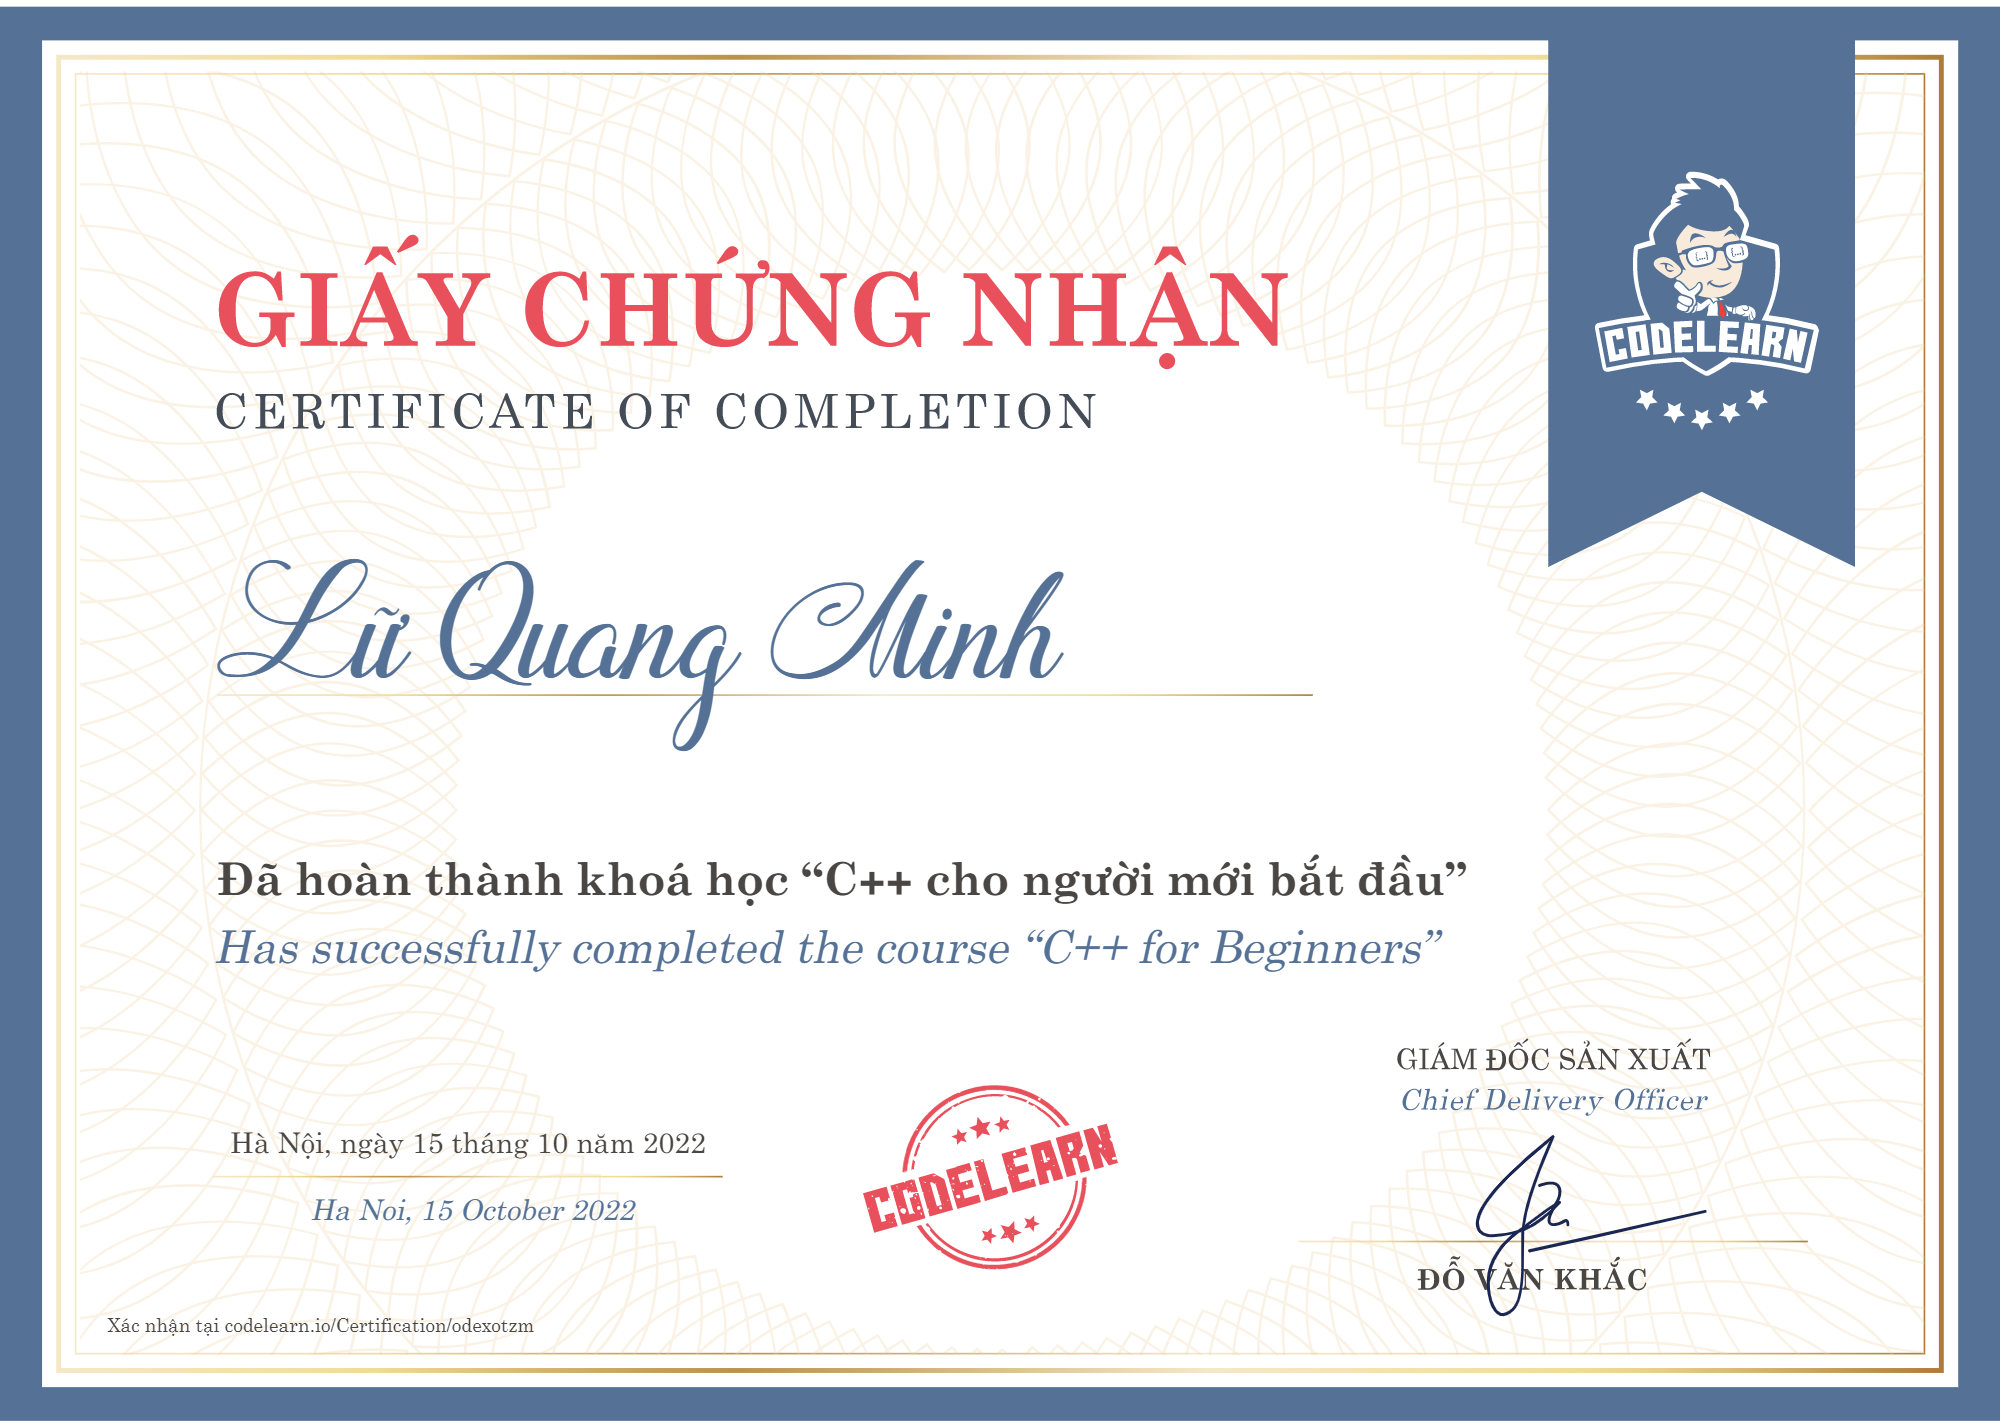 GIẤY CHỨNG NHẬN
CERTIFICATE OF COMPLETION
CODELEARN
Lữ Quang Minh
Đã hoàn thành khoá học “C++ cho người mới bắt đầu”
Has successfully completed the course “C++ for Beginners”
GIÁM ĐỐC SẢN XUẤT
Chief Delivery Officer
Hà Nội, ngày 15 tháng 10 năm 2022
Ha Noi, 15 October 2022
CODELEARN
ĐỖ VĂN KHẮC
Xác nhận tại codelearn.io/Certification/odexotzm